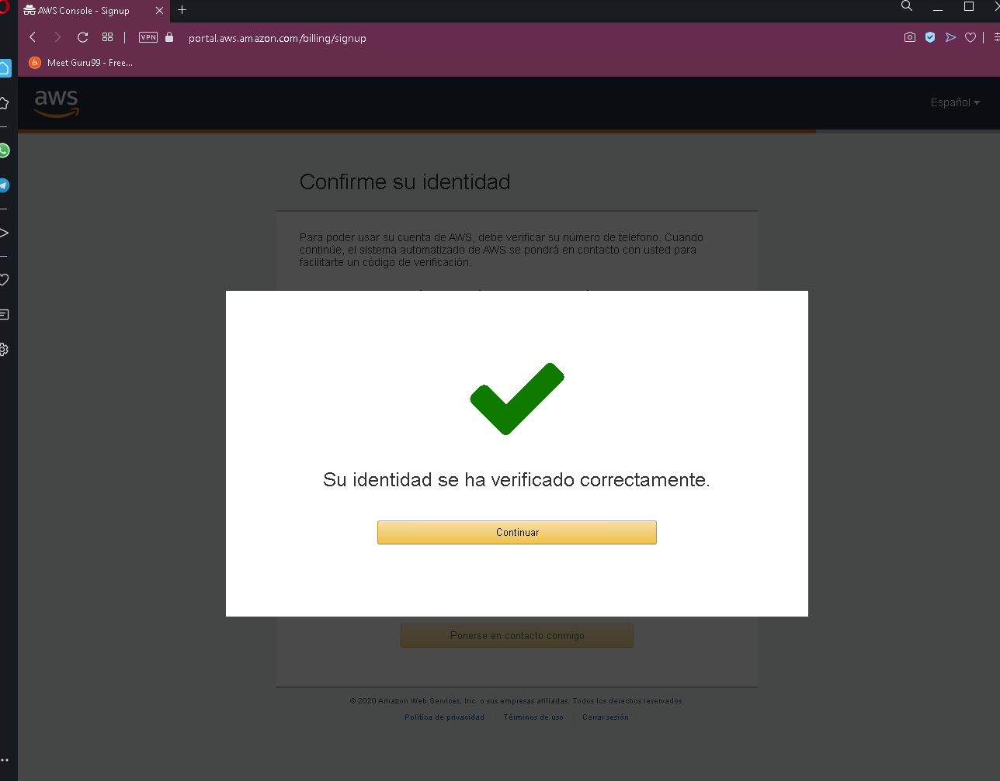 AWS Console - Signup
VPN
portal.aws.amazon.com/billing/signup
Meet Guru99 - Free...
aws
Español
Confirme su identidad
Para poder usar su cuenta de AWS, debe verificar su número de teléfono. Cuando
continúe, el sistema automatizado de AWS se pondrá en contacto con usted para
facilitarte un código de verificación.
Su identidad se ha verificado correctamente.
Continuar
Ponerse en contacto conmigo
© 2020 Amazon Web Services, Inc. o sus empresas afiliadas. Todos los derechos reservados.
Política de privacidad | Términos de uso | Cerrar sesión